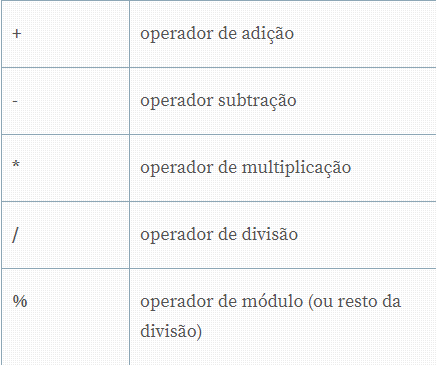 + operador de adição
- operador subtração
* operador de multiplicação
/ operador de divisão
% operador de módulo (ou resto da
divisão)